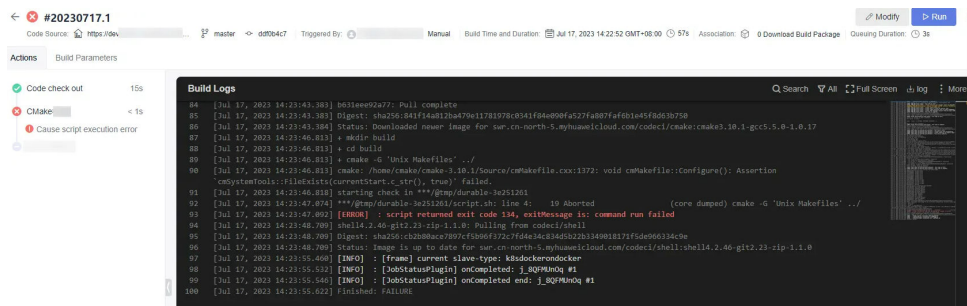 #20230717.1
Modify
Run
Code Source: https://dev
master
ddf0b4c7
Triggered By:
Manual
Build Time and Duration: Jul 17, 2023 14:22:52 GMT+08:00 57s
Association: 0 Download Build Package
Queuing Duration: 3s
Actions
Build Parameters
Code check out 15s
CMake < 1s
Cause script execution error
Build Logs
Search
All
Full Screen
log
More
84 [Jul 17, 2023 14:23:43.383] b631eee92a77: Pull complete
85 [Jul 17, 2023 14:23:43.383] Digest: sha256:841f14a812ba479e11781978c0341f84e090fa527fa807faf6b1e45f8d63b750
86 [Jul 17, 2023 14:23:43.384] Status: Downloaded newer image for swr.cn-north-5.myhuaweicloud.com/codeci/cmake:cmake3.10.1-gcc5.5.0-1.0.17
87 [Jul 17, 2023 14:23:46.813] + mkdir build
88 [Jul 17, 2023 14:23:46.813] + cd build
89 [Jul 17, 2023 14:23:46.813] + cmake -G 'Unix Makefiles' ../
90 [Jul 17, 2023 14:23:46.813] cmake: /home/cmake/cmake-3.10.1/Source/cmMakefile.cxx:1372: void cmMakefile::Configure(): Assertion
`cmSystemTools::FileExists(currentStart.c_str(), true)' failed.
91 [Jul 17, 2023 14:23:46.818] starting check in ***/@tmp/durable-3e251261
92 [Jul 17, 2023 14:23:47.074] ***/@tmp/durable-3e251261/script.sh: line 4: 19 Aborted (core dumped) cmake -G 'Unix Makefiles' ../
93 [Jul 17, 2023 14:23:47.092] [ERROR] : script returned exit code 134, exitMessage is: command run failed
94 [Jul 17, 2023 14:23:48.709] shell4.2.46-git2.23-zip-1.1.0: Pulling from codeci/shell
95 [Jul 17, 2023 14:23:48.709] Digest: sha256:cb2b80ace7897cf5b96f372c7fd4e34c834d5b22b3349018171f5de966334c9e
96 [Jul 17, 2023 14:23:48.709] Status: Image is up to date for swr.cn-north-5.myhuaweicloud.com/codeci/shell:shell4.2.46-git2.23-zip-1.1.0
97 [Jul 17, 2023 14:23:55.460] [INFO] : [frame] current slave-type: k8sdockerondocker
98 [Jul 17, 2023 14:23:55.532] [INFO] : [JobStatusPlugin] onCompleted: j_8QFMUnOq #1
99 [Jul 17, 2023 14:23:55.546] [INFO] : [JobStatusPlugin] onCompleted end: j_8QFMUnOq #1
100 [Jul 17, 2023 14:23:55.622] Finished: FAILURE